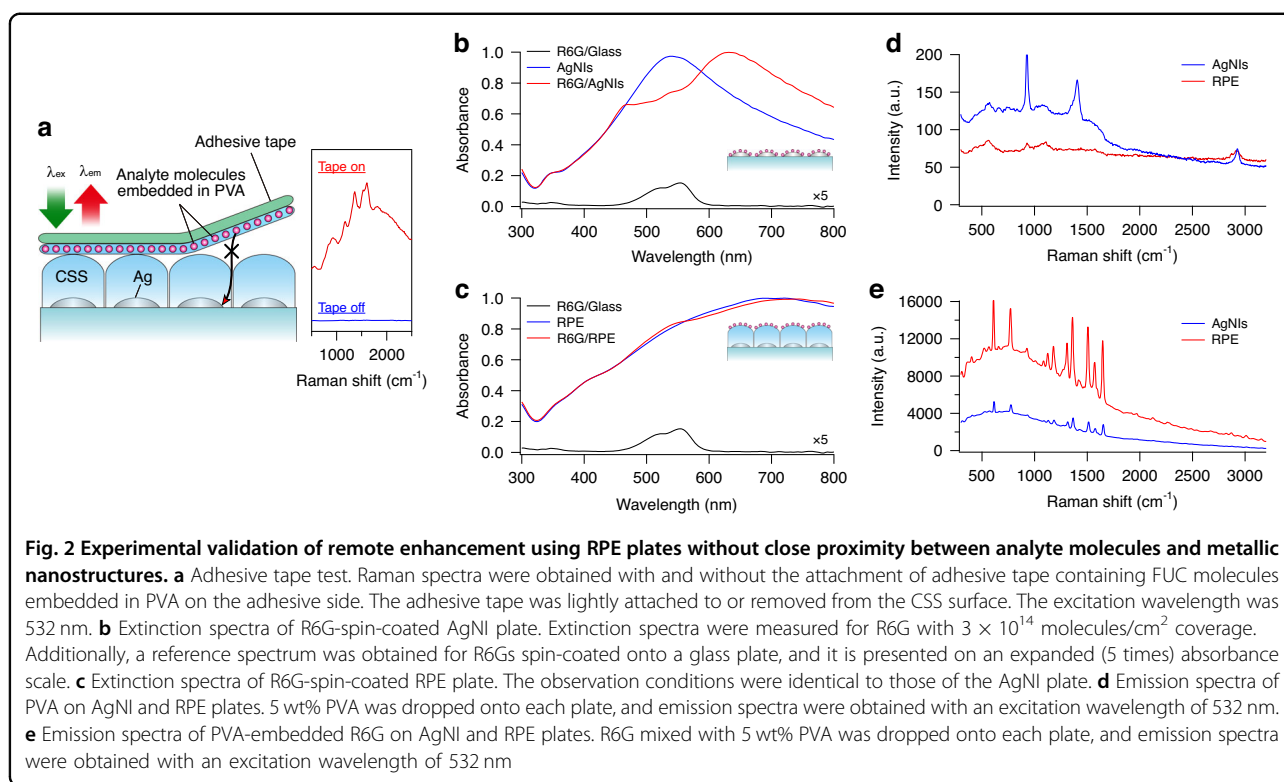 a
Adhesive tape
Analyte molecules
embedded in PVA
λex
λem
CSS
Ag
Tape on
Tape off
1000
2000
Raman shift (cm-1)
b
R6G/Glass
AgNIs
R6G/AgNIs
Absorbance
1.0
0.8
0.6
0.4
0.2
0.0
×5
300
400
500
600
700
800
Wavelength (nm)
c
R6G/Glass
RPE
R6G/RPE
Absorbance
1.0
0.8
0.6
0.4
0.2
0.0
×5
300
400
500
600
700
800
Wavelength (nm)
d
AgNIs
RPE
Intensity (a.u.)
200
150
100
50
0
500
1000
1500
2000
2500
3000
Raman shift (cm-1)
e
AgNIs
RPE
Intensity (a.u.)
16000
12000
8000
4000
0
500
1000
1500
2000
2500
3000
Raman shift (cm-1)
Fig. 2 Experimental validation of remote enhancement using RPE plates without close proximity between analyte molecules and metallic
nanostructures. a Adhesive tape test. Raman spectra were obtained with and without the attachment of adhesive tape containing FUC molecules
embedded in PVA on the adhesive side. The adhesive tape was lightly attached to or removed from the CSS surface. The excitation wavelength was
532 nm. b Extinction spectra of R6G-spin-coated AgNI plate. Extinction spectra were measured for R6G with 3 × 10^14 molecules/cm^2 coverage.
Additionally, a reference spectrum was obtained for R6Gs spin-coated onto a glass plate, and it is presented on an expanded (5 times) absorbance
scale. c Extinction spectra of R6G-spin-coated RPE plate. The observation conditions were identical to those of the AgNI plate. d Emission spectra of
PVA on AgNI and RPE plates. 5 wt% PVA was dropped onto each plate, and emission spectra were obtained with an excitation wavelength of 532 nm.
e Emission spectra of PVA-embedded R6G on AgNI and RPE plates. R6G mixed with 5 wt% PVA was dropped onto each plate, and emission spectra
were obtained with an excitation wavelength of 532 nm